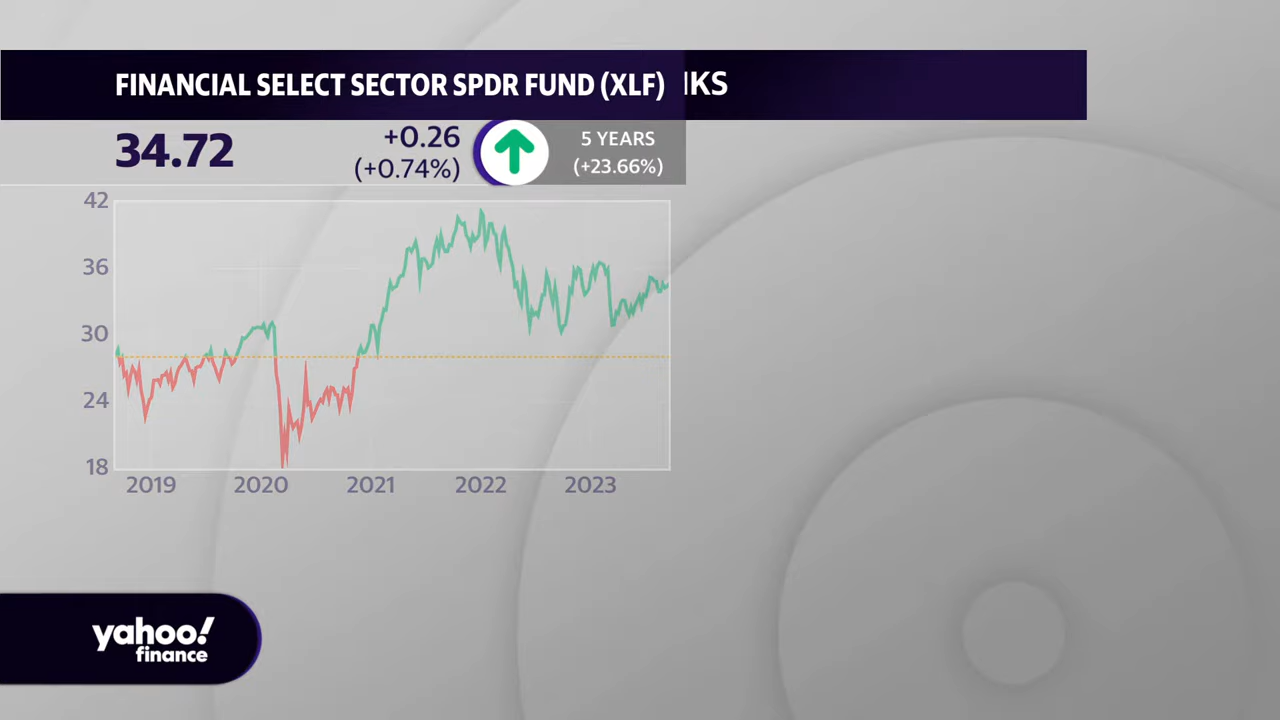 FINANCIAL SELECT SECTOR SPDR FUND (XLF)
34.72
+0.26
(+0.74%)
5 YEARS
(+23.66%)
42
36
30
24
18
2019 2020 2021 2022 2023
yahoo!
finance